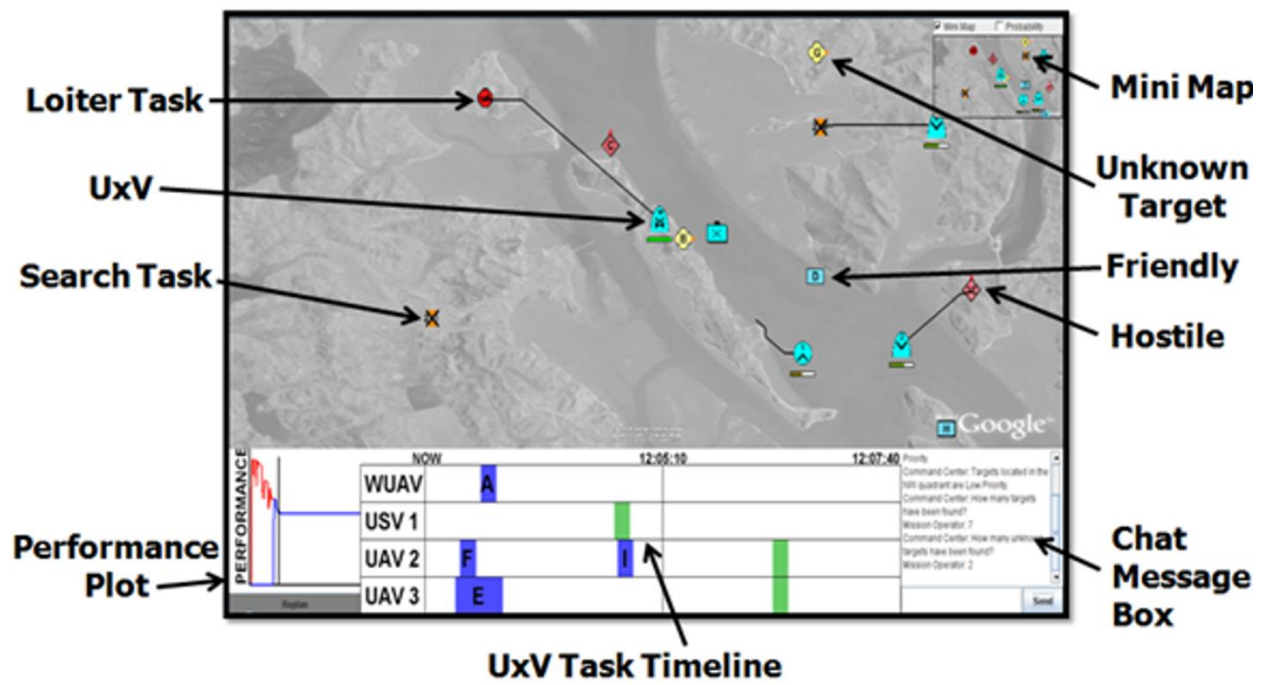 Mini Map Probability
G
Loiter Task
Mini Map
C
Unknown
Target
UxV
B
Friendly
D
Search Task
Hostile
H Google
PERFORMANCE
NOW 12:05:10 12:07:40
WUAV A
USV 1
UAV 2 F I
UAV 3 E
Replan
Priority.
Command Center: Targets located in the
NW quadrant are Low Priority
Command Center: How many targets
have been found?
Mission Operator: 7
Command Center: How many unknown
targets have been found?
Mission Operator: 2
Send
Performance
Plot
Chat
Message
Box
UxV Task Timeline